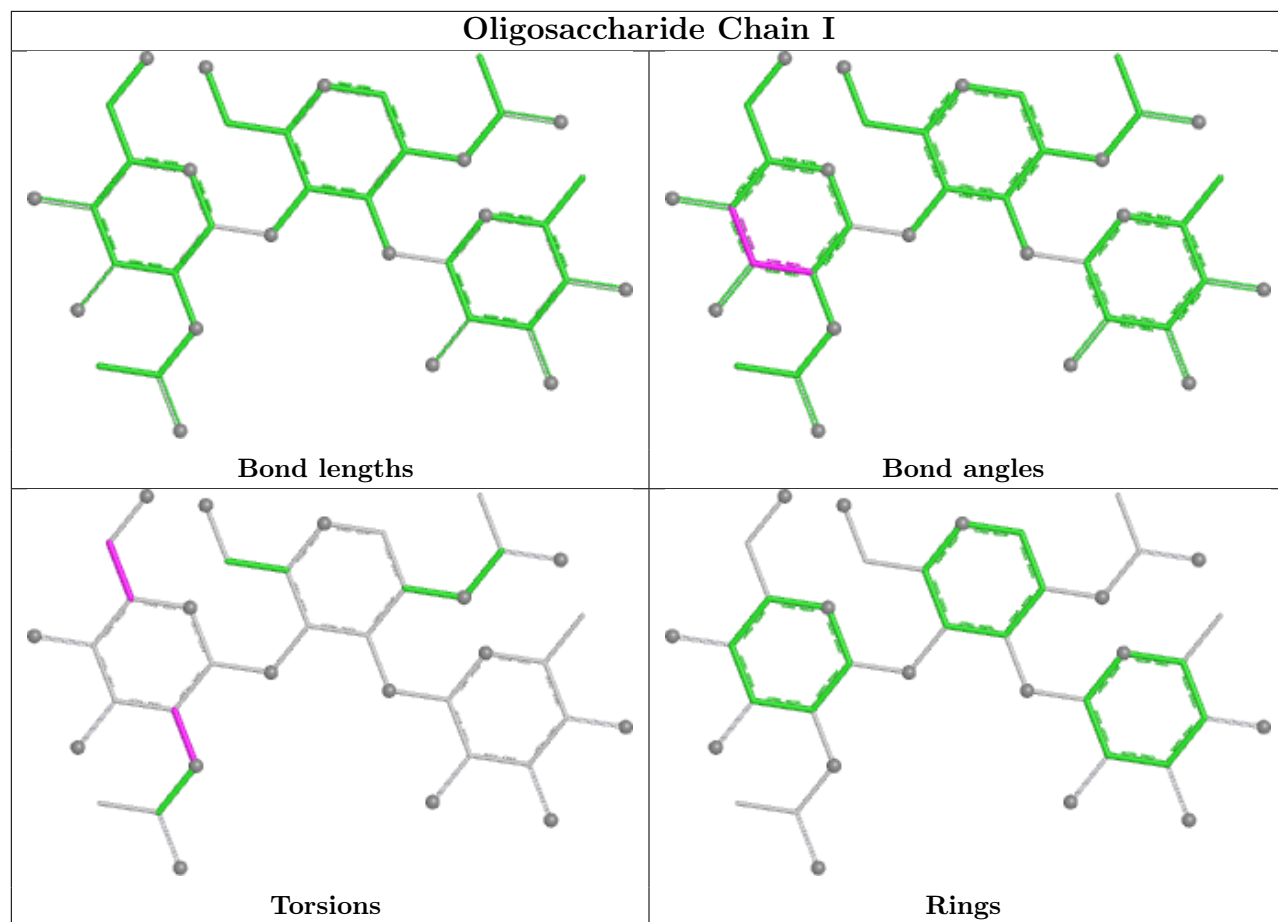 Oligosaccharide Chain I
Bond lengths
Bond angles
Torsions
Rings